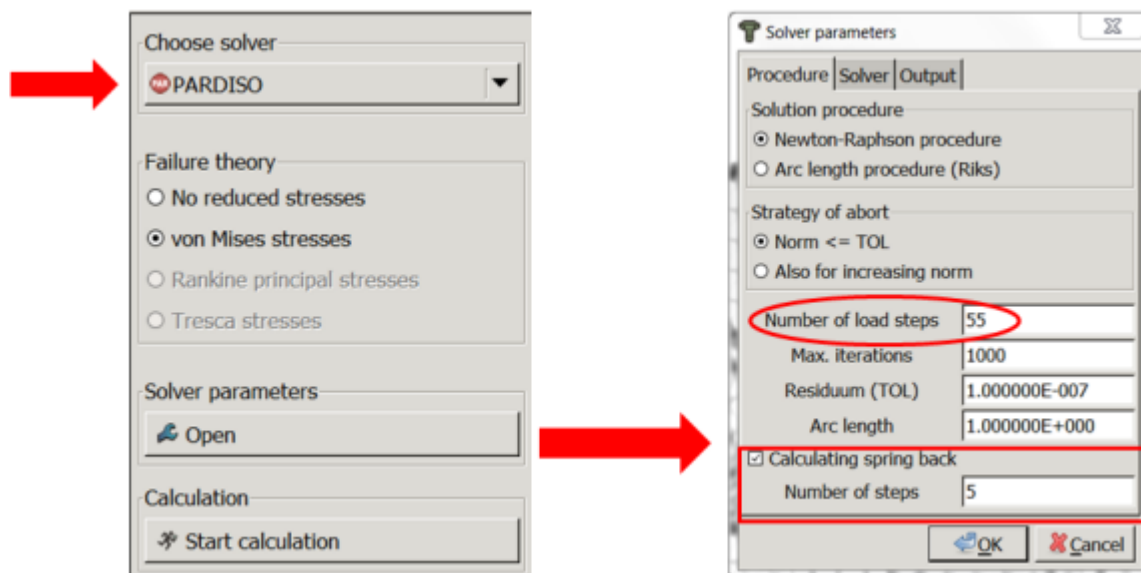 Choose solver
PAR PARDISO
Failure theory
No reduced stresses
von Mises stresses
Rankine principal stresses
Tresca stresses
Solver parameters
Open
Calculation
Start calculation
Solver parameters
Procedure Solver Output
Solution procedure
Newton-Raphson procedure
Arc length procedure (Riks)
Strategy of abort
Norm <= TOL
Also for increasing norm
Number of load steps 55
Max. iterations 1000
Residuum (TOL) 1.000000E-007
Arc length 1.000000E+000
Calculating spring back
Number of steps 5
OK Cancel